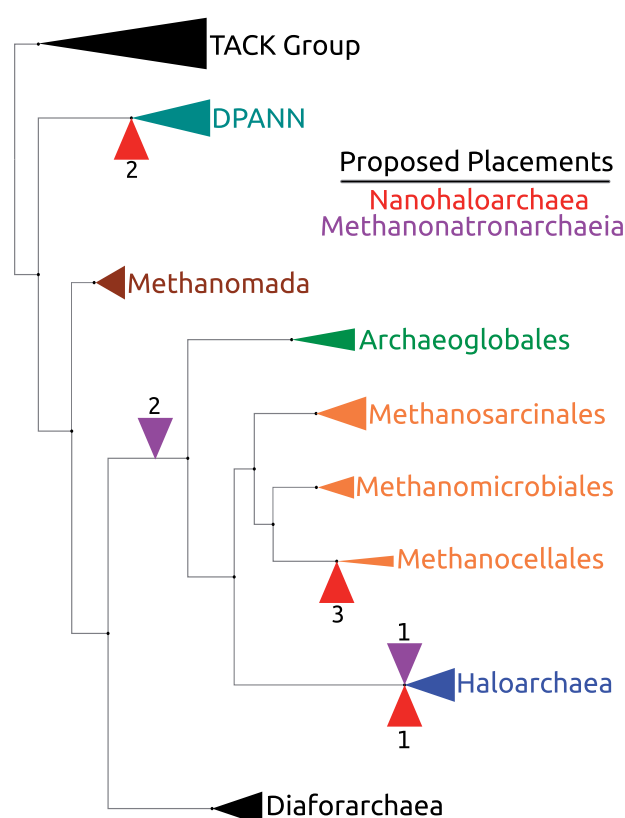 TACK Group
DPANN
2
Proposed Placements
Nanohaloarchaea
Methanonatronarchaeia
Methanomada
Archaeoglobales
2
Methanosarcinales
Methanomicrobiales
Methanocellales
3
1
Haloarchaea
1
Diaforarchaea